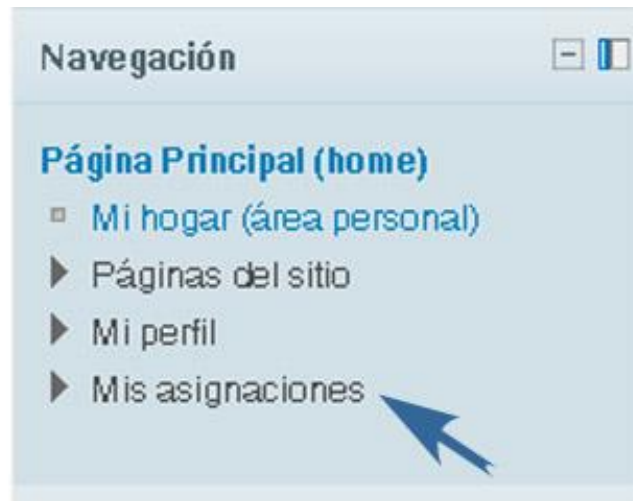 Navegación
Página Principal (home)
Mi hogar (área personal)
Páginas del sitio
Mi perfil
Mis asignaciones